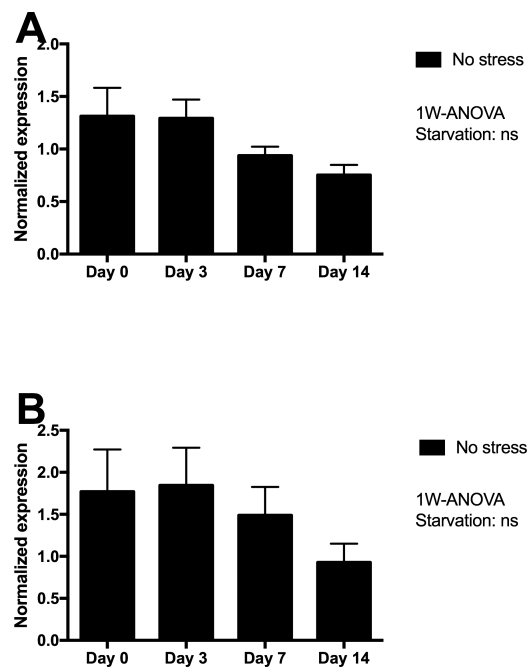 A
Normalized expression
2.0
1.5
1.0
0.5
0.0
Day 0 Day 3 Day 7 Day 14
No stress
1W-ANOVA
Starvation: ns
B
Normalized expression
2.5
2.0
1.5
1.0
0.5
0.0
Day 0 Day 3 Day 7 Day 14
No stress
1W-ANOVA
Starvation: ns